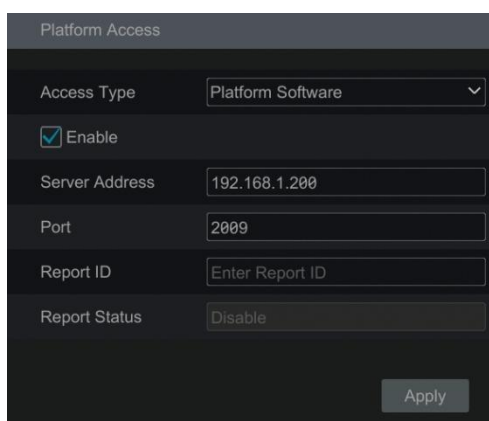 Platform Access
Access Type Platform Software
Enable
Server Address 192.168.1.200
Port 2009
Report ID Enter Report ID
Report Status Disable
Apply